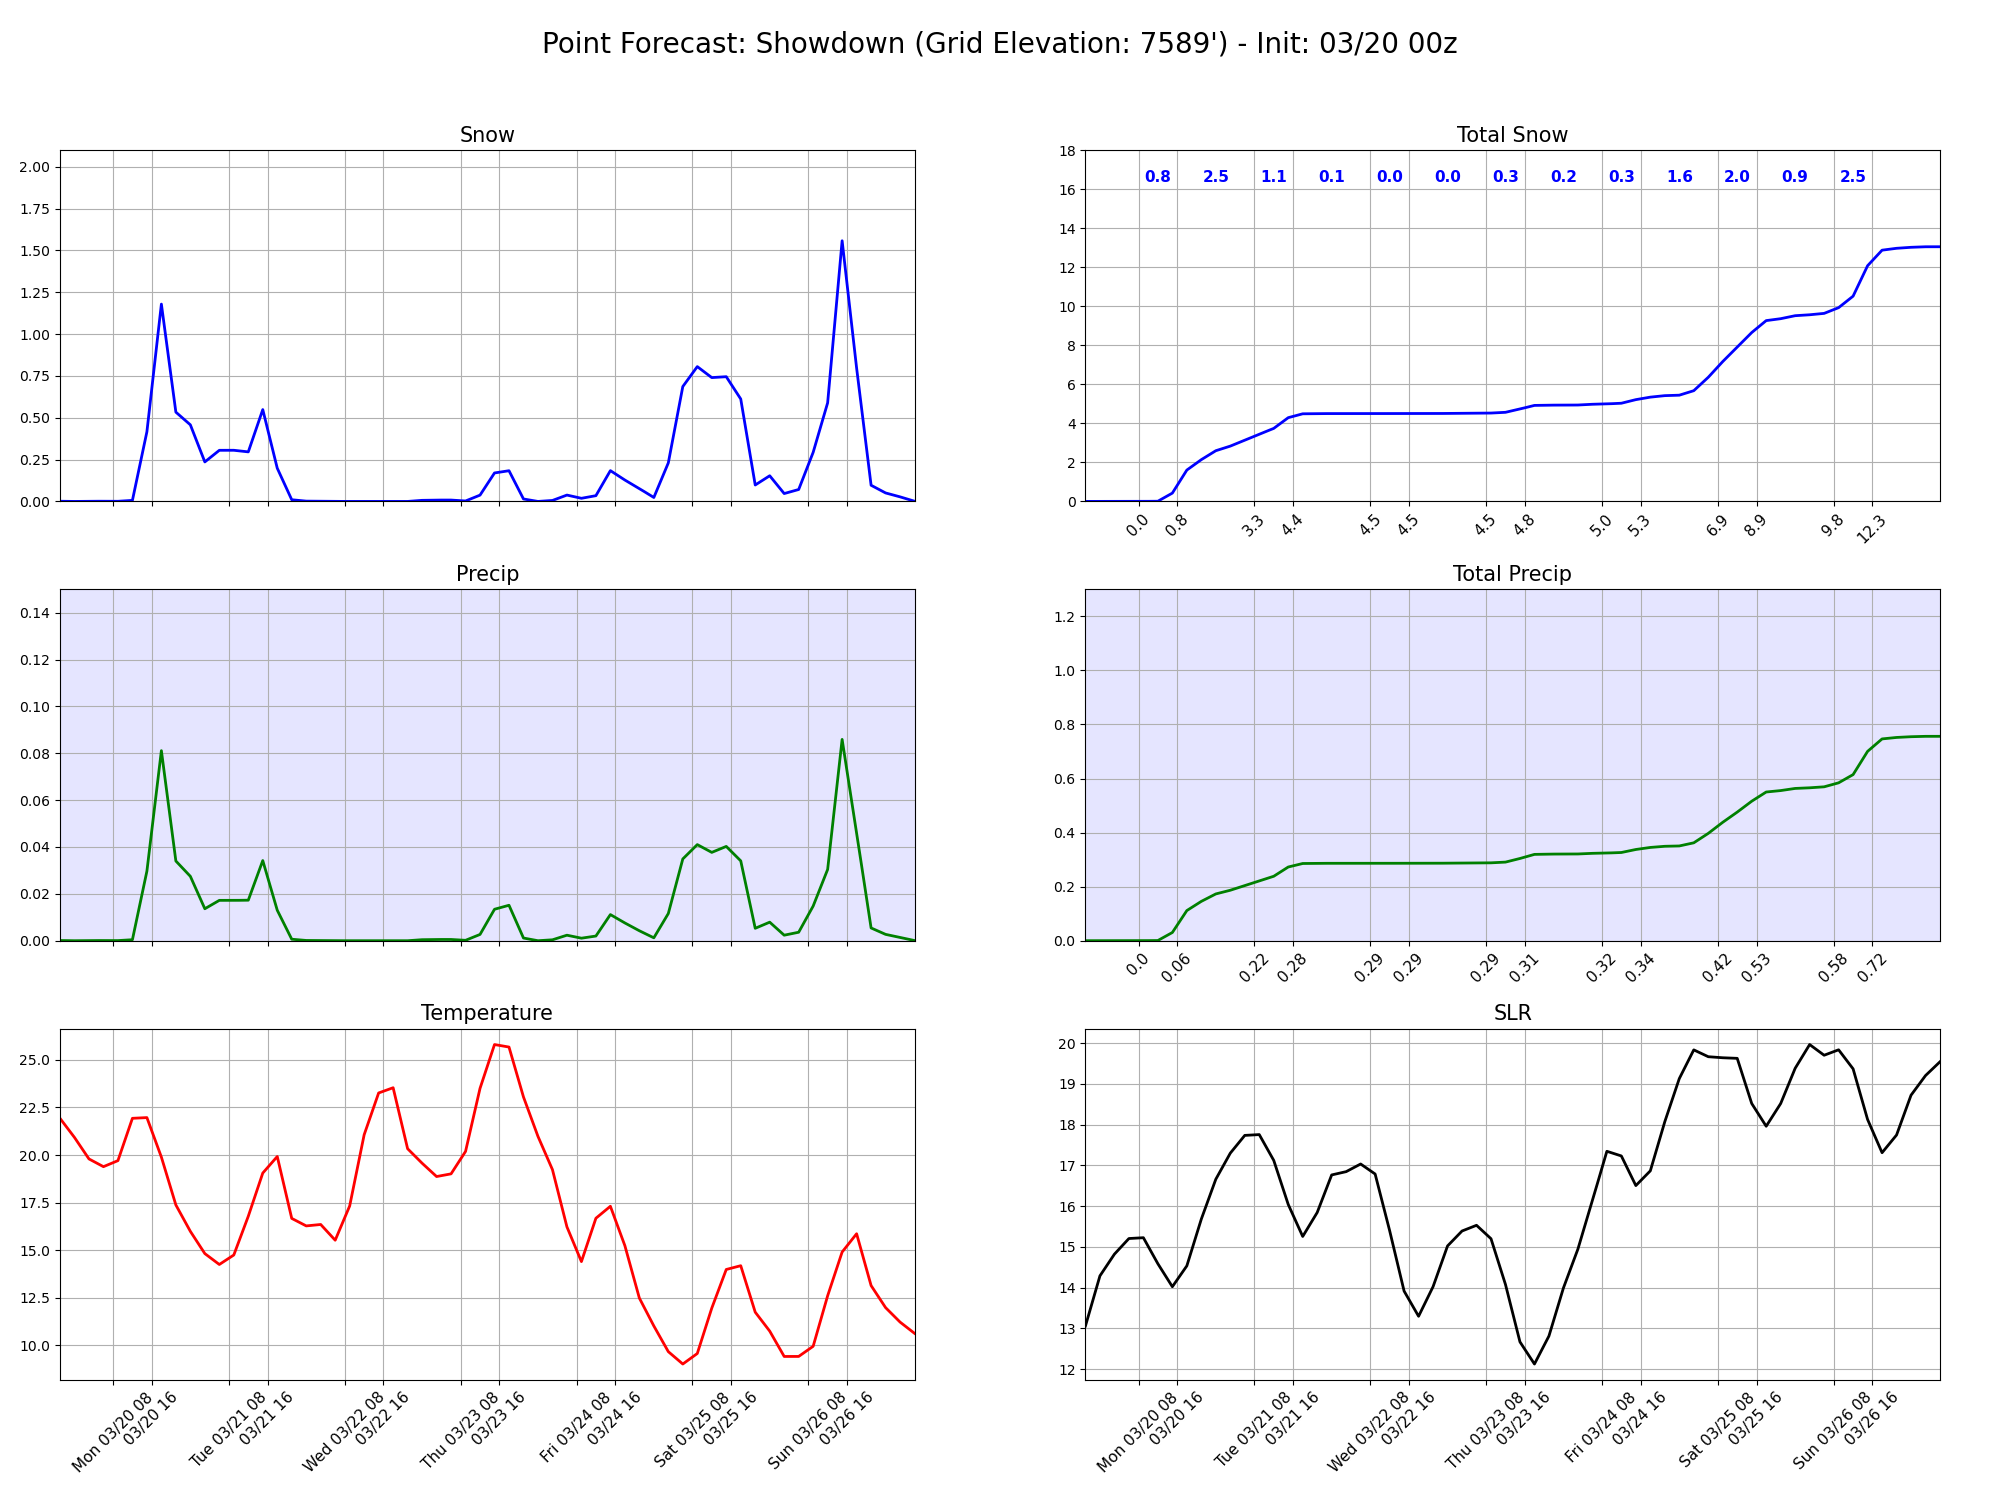 Point Forecast: Showdown (Grid Elevation: 7589') - Init: 03/20 00z
Snow
2.00
1.75
1.50
1.25
1.00
0.75
0.50
0.25
0.00
Total Snow
18
16
14
12
10
8
6
4
2
0
0.8 2.5 1.1 0.1 0.0 0.0 0.3 0.2 0.3 1.6 2.0 0.9 2.5
0.0 0.8 3.3 4.4 4.5 4.5 4.5 4.8 5.0 5.3 6.9 8.9 9.8 12.3
Precip
0.14
0.12
0.10
0.08
0.06
0.04
0.02
0.00
Total Precip
1.2
1.0
0.8
0.6
0.4
0.2
0.0
0.0 0.06 0.22 0.28 0.29 0.29 0.29 0.31 0.32 0.34 0.42 0.53 0.58 0.72
Temperature
25.0
22.5
20.0
17.5
15.0
12.5
10.0
Mon 03/20 08
03/20 16
Tue 03/21 08
03/21 16
Wed 03/22 08
03/22 16
Thu 03/23 08
03/23 16
Fri 03/24 08
03/24 16
Sat 03/25 08
03/25 16
Sun 03/26 08
03/26 16
SLR
20
19
18
17
16
15
14
13
12
Mon 03/20 08
03/20 16
Tue 03/21 08
03/21 16
Wed 03/22 08
03/22 16
Thu 03/23 08
03/23 16
Fri 03/24 08
03/24 16
Sat 03/25 08
03/25 16
Sun 03/26 08
03/26 16